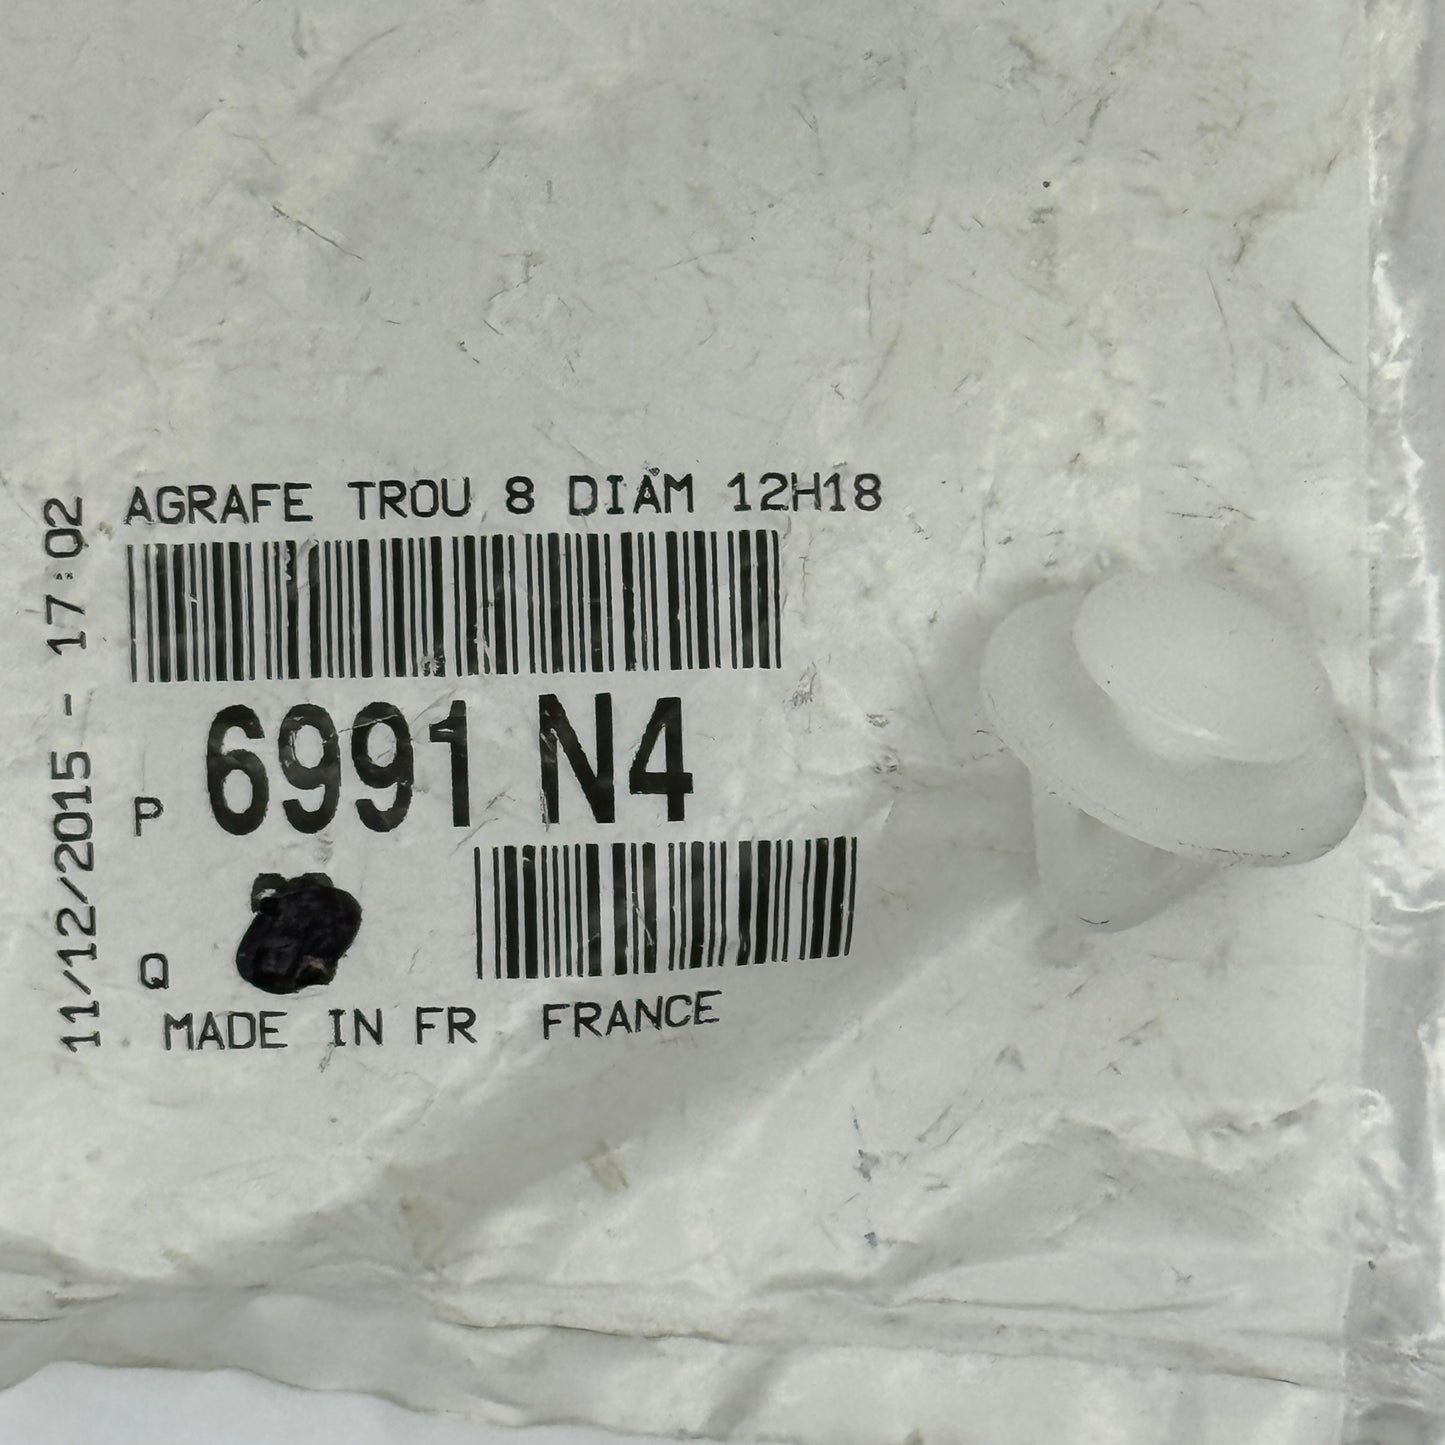 AGRAFE TROU 8 DIAM 12H18
P 6991 N4
Q
MADE IN FR FRANCE
11/12/2015 - 17:02